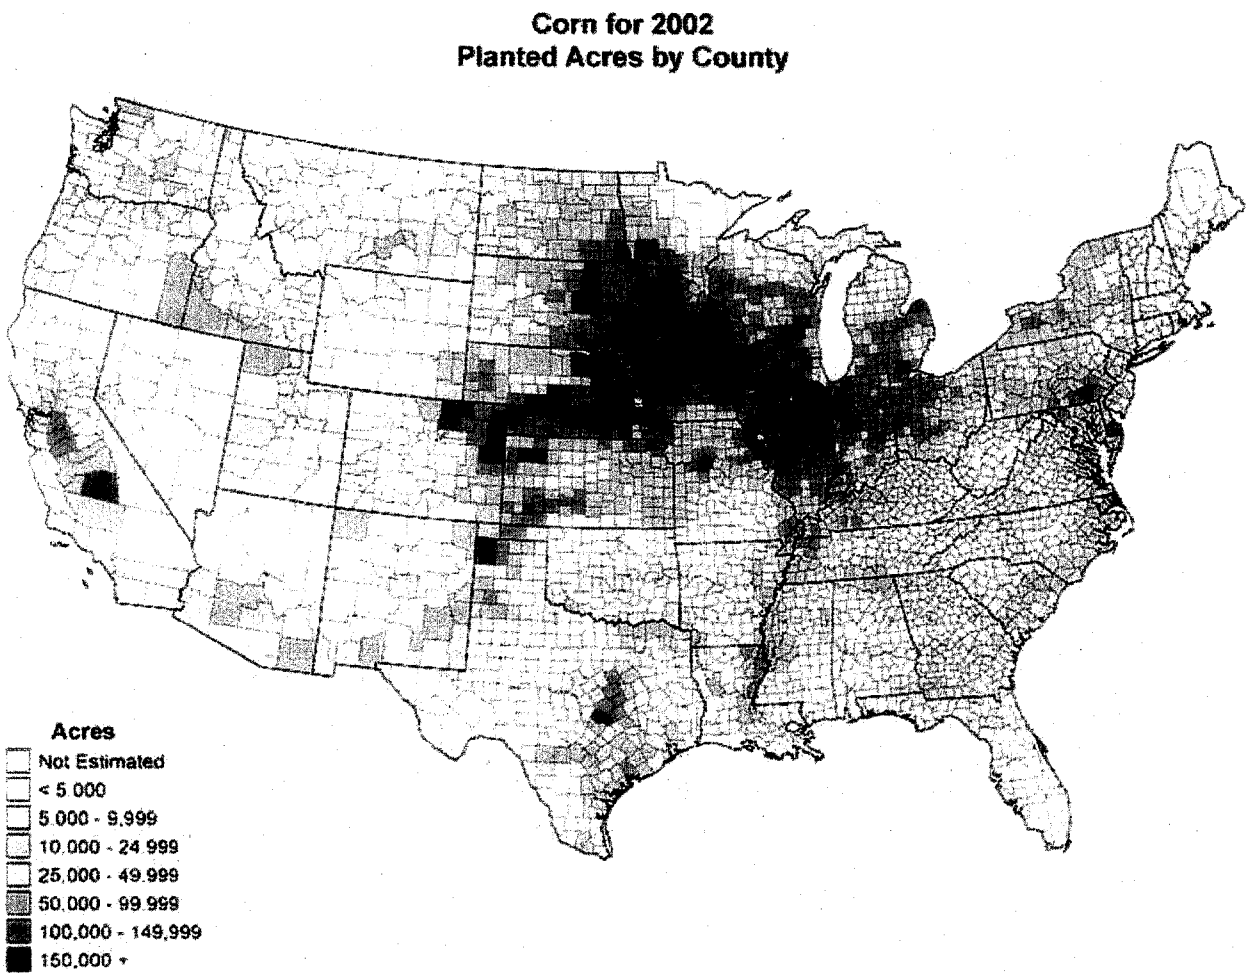 Corn for 2002
Planted Acres by County
Acres
Not Estimated
< 5 000
5.000 - 9,999
10,000 - 24 999
25,000 - 49.999
50,000 - 99.999
100,000 - 149,999
150,000 +